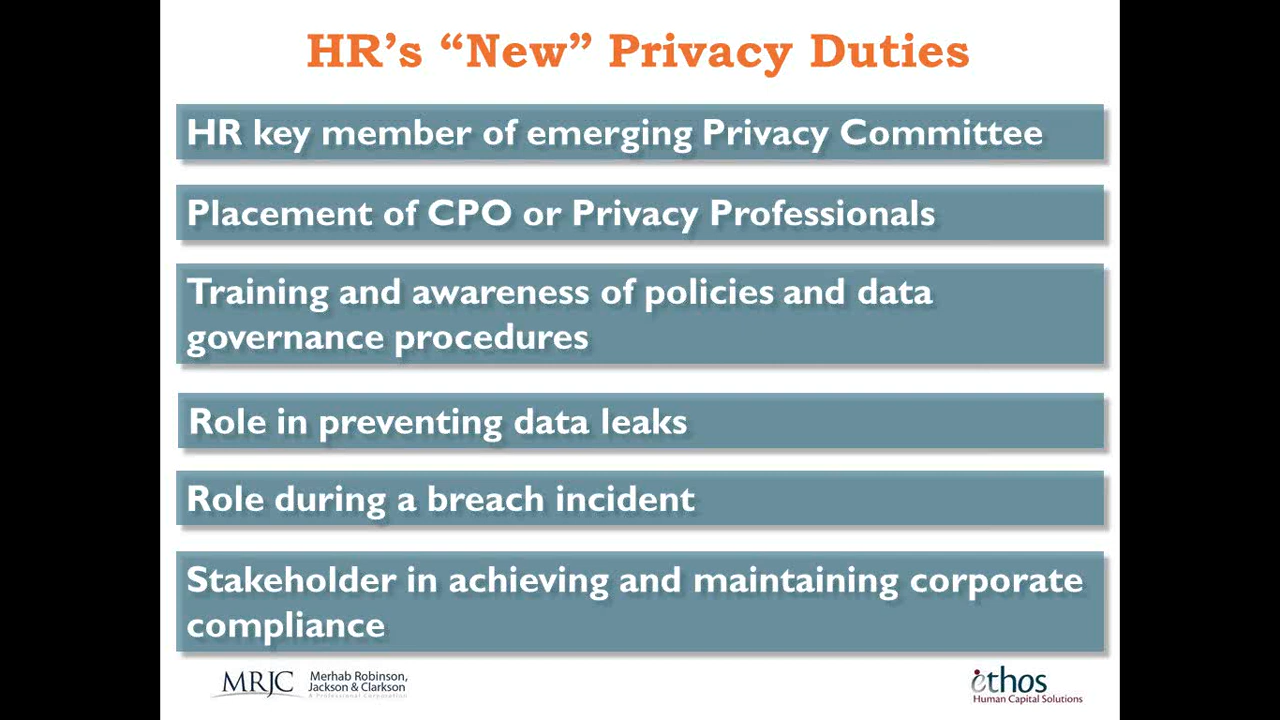 HR's “New” Privacy Duties
HR key member of emerging Privacy Committee
Placement of CPO or Privacy Professionals
Training and awareness of policies and data
governance procedures
Role in preventing data leaks
Role during a breach incident
Stakeholder in achieving and maintaining corporate
compliance
MRJC
Merhab Robinson,
Jackson & Clarkson
A Professional Corporation
ethos
Human Capital Solutions